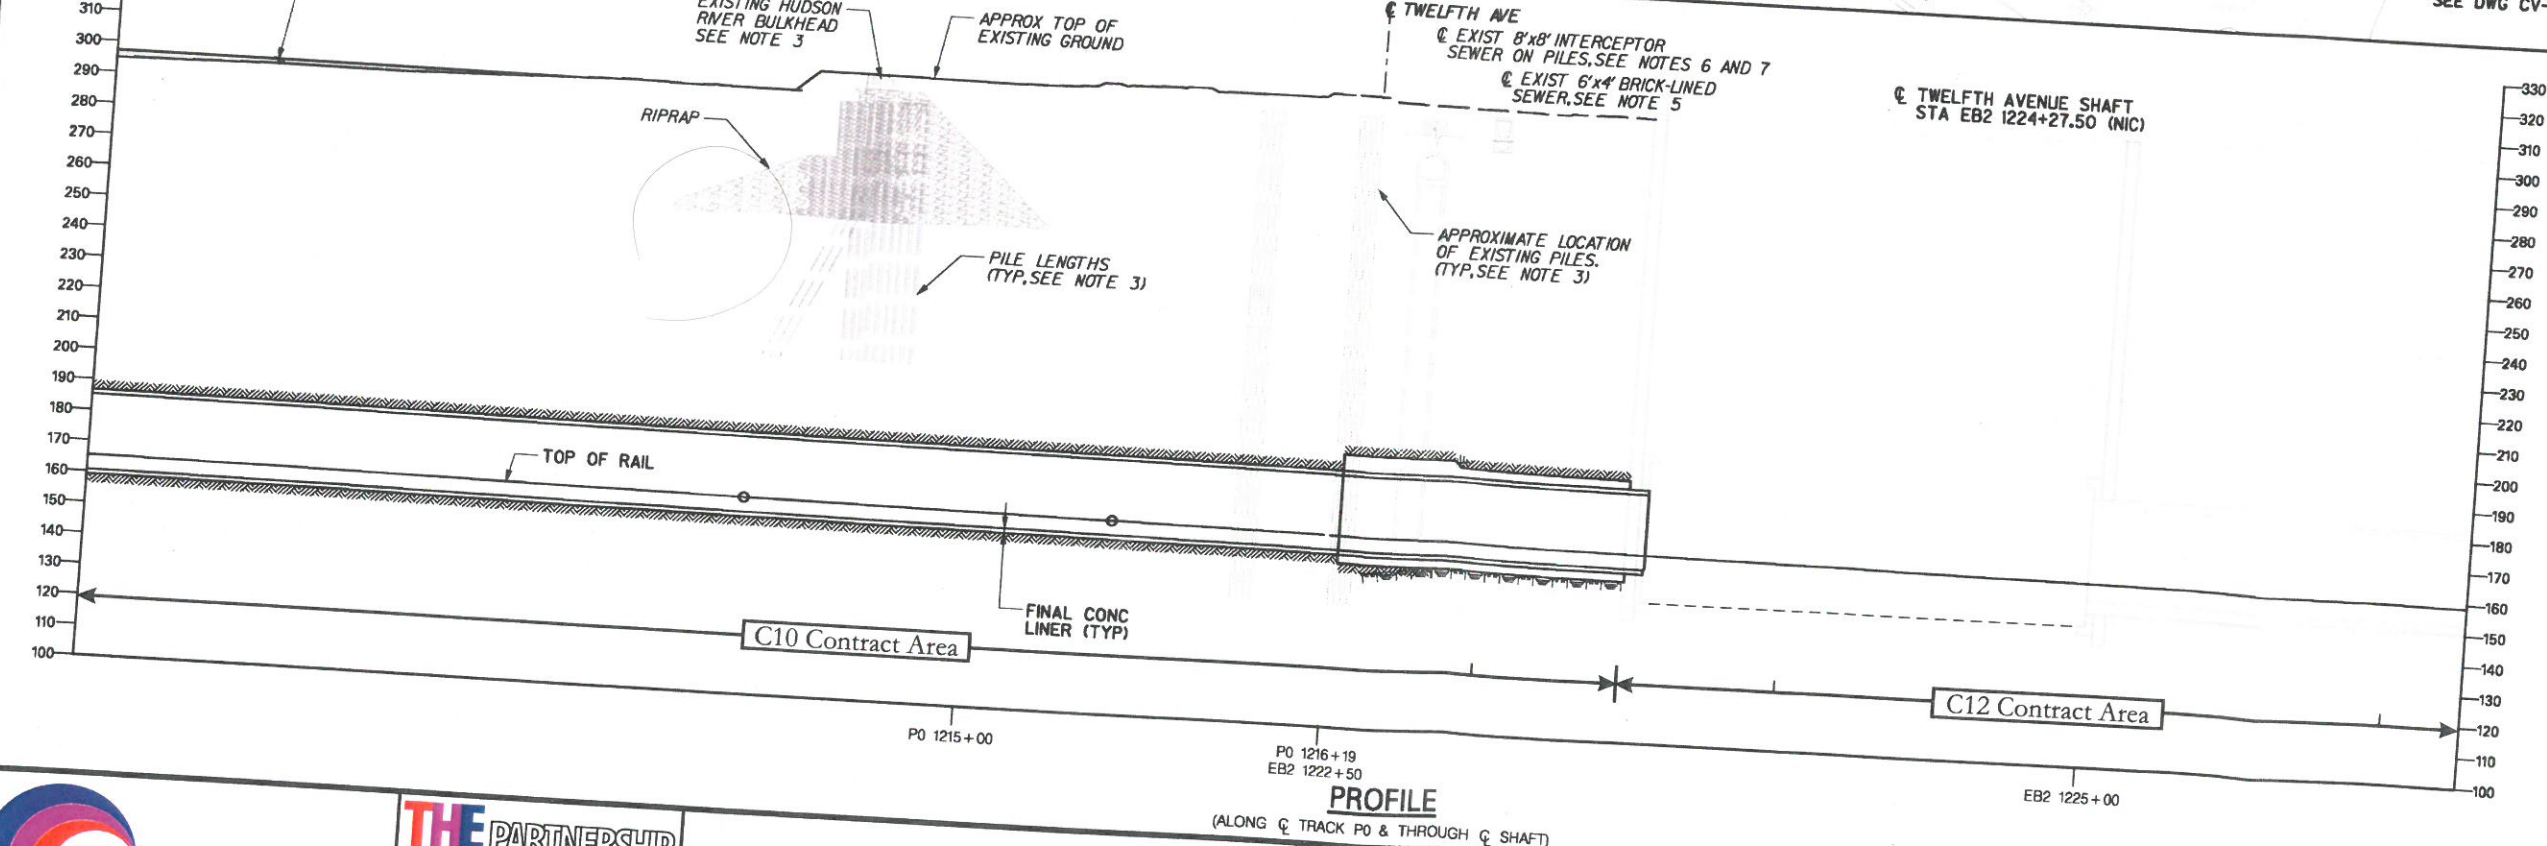 EXISTING HUDSON
RIVER BULKHEAD
SEE NOTE 3
APPROX TOP OF
EXISTING GROUND
℄ TWELFTH AVE
℄ EXIST 8'x8' INTERCEPTOR
SEWER ON PILES,SEE NOTES 6 AND 7
℄ EXIST 6'x4' BRICK-LINED
SEWER,SEE NOTE 5
℄ TWELFTH AVENUE SHAFT
STA EB2 1224+27.50 (NIC)
SEE DWG CV-
310
300
290
280
270
260
250
240
230
220
210
200
190
180
170
160
150
140
130
120
110
100
RIPRAP
PILE LENGTHS
(TYP,SEE NOTE 3)
APPROXIMATE LOCATION
OF EXISTING PILES.
(TYP,SEE NOTE 3)
TOP OF RAIL
FINAL CONC
LINER (TYP)
C10 Contract Area
C12 Contract Area
330
320
310
300
290
280
270
260
250
240
230
220
210
200
190
180
170
160
150
140
130
120
110
100
P0 1215+00
P0 1216+19
EB2 1222+50
EB2 1225+00
PROFILE
(ALONG ℄ TRACK P0 & THROUGH ℄ SHAFT)
THE PARTNERSHIP